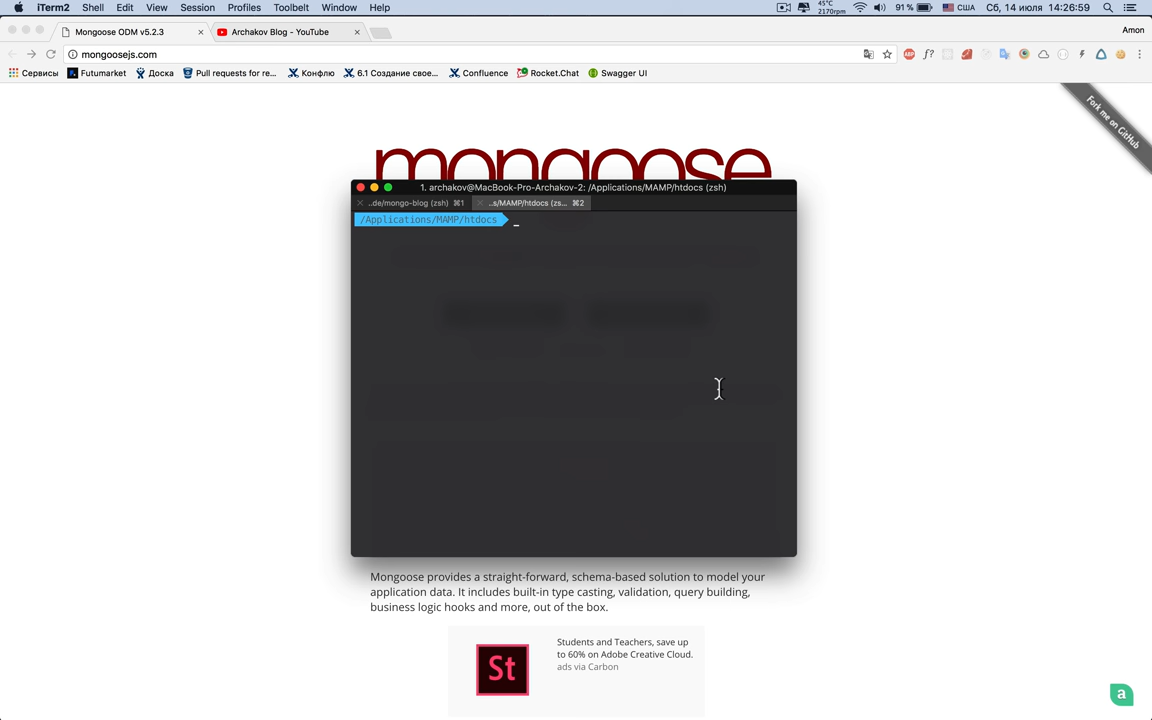 iTerm2 Shell Edit View Session Profiles Toolbelt Window Help 45°C 2170rpm 91% США Сб, 14 июля 14:26:59
Mongoose ODM v5.2.3 Archakov Blog - YouTube Amon
mongoosejs.com
Сервисы Futumarket Доска Pull requests for re... Конфлю 6.1 Создание свое... Confluence Rocket.Chat Swagger UI
Fork me on GitHub
mongoose
1. archakov@MacBook-Pro-Archakov-2: /Applications/MAMP/htdocs (zsh)
..de/mongo-blog (zsh) ⌘1 ..s/MAMP/htdocs (zs... ⌘2
/Applications/MAMP/htdocs
Mongoose provides a straight-forward, schema-based solution to model your
application data. It includes built-in type casting, validation, query building,
business logic hooks and more, out of the box.
St
Students and Teachers, save up
to 60% on Adobe Creative Cloud.
ads via Carbon
a